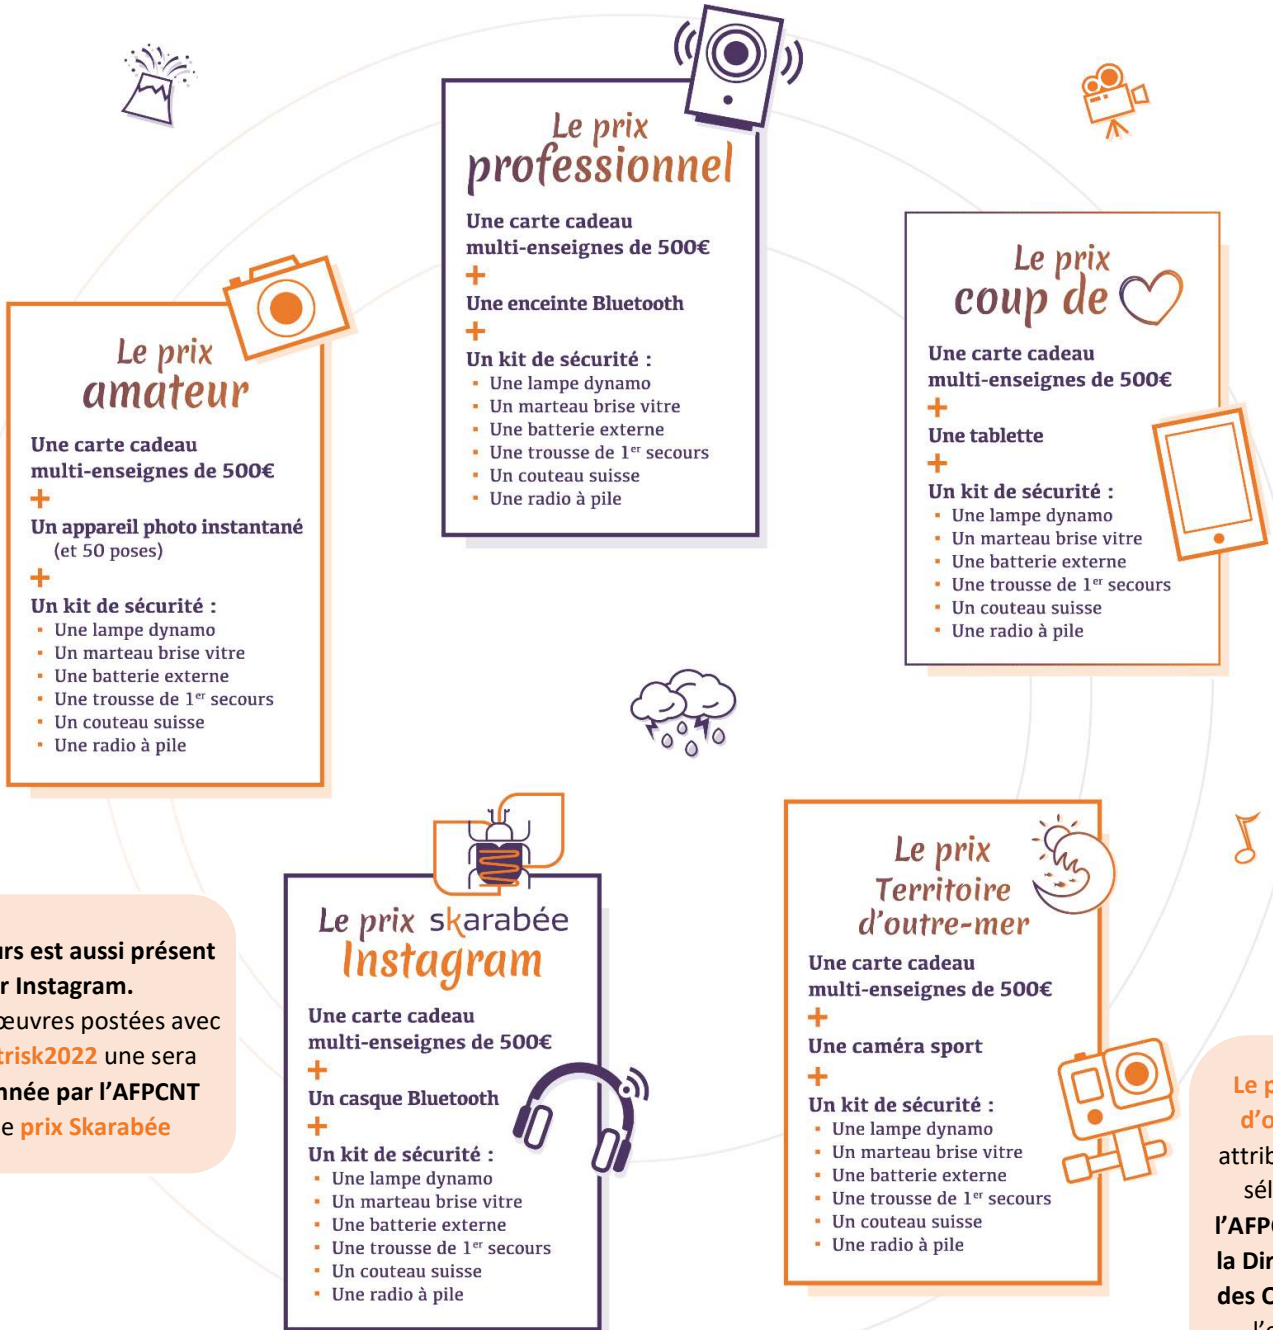 Le prix
professionnel
Une carte cadeau
multi-enseignes de 500€
+
Une enceinte Bluetooth
+
Un kit de sécurité :
▪ Une lampe dynamo
▪ Un marteau brise vitre
▪ Une batterie externe
▪ Une trousse de 1er secours
▪ Un couteau suisse
▪ Une radio à pile
Le prix
coup de
Une carte cadeau
multi-enseignes de 500€
+
Une tablette
+
Un kit de sécurité :
▪ Une lampe dynamo
▪ Un marteau brise vitre
▪ Une batterie externe
▪ Une trousse de 1er secours
▪ Un couteau suisse
▪ Une radio à pile
Le prix
amateur
Une carte cadeau
multi-enseignes de 500€
+
Un appareil photo instantané
(et 50 poses)
+
Un kit de sécurité :
▪ Une lampe dynamo
▪ Un marteau brise vitre
▪ Une batterie externe
▪ Une trousse de 1er secours
▪ Un couteau suisse
▪ Une radio à pile
est aussi présent
Instagram.
œuvres postées avec
une sera
par l'AFPCNT
prix Skarabée
Le prix skarabée
Instagram
Une carte cadeau
multi-enseignes de 500€
+
Un casque Bluetooth
+
Un kit de sécurité :
▪ Une lampe dynamo
▪ Un marteau brise vitre
▪ Une batterie externe
▪ Une trousse de 1er secours
▪ Un couteau suisse
▪ Une radio à pile
Le prix
Territoire
d'outre-mer
Une carte cadeau
multi-enseignes de 500€
+
Une caméra sport
+
Un kit de sécurité :
▪ Une lampe dynamo
▪ Un marteau brise vitre
▪ Une batterie externe
▪ Une trousse de 1er secours
▪ Un couteau suisse
▪ Une radio à pile
Le
la
des